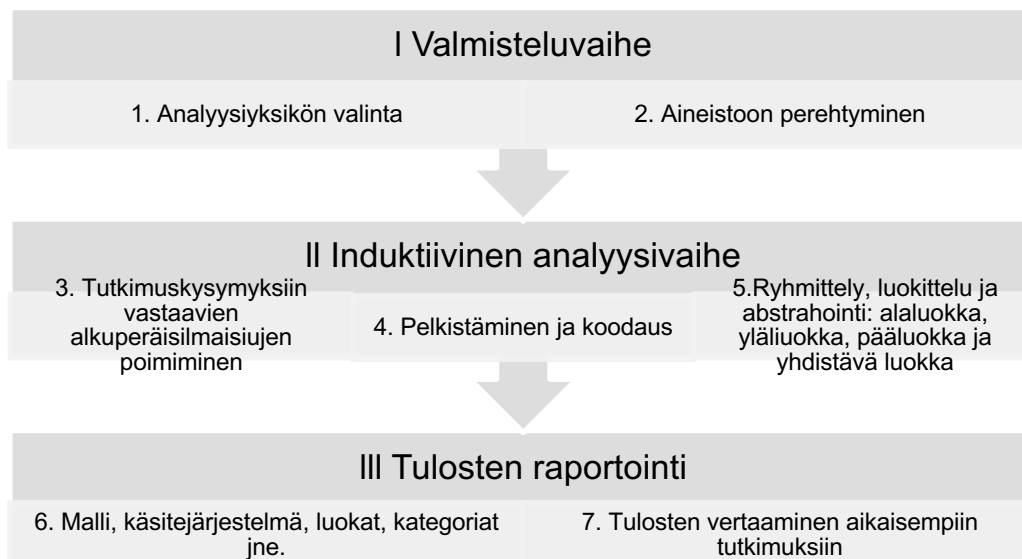 I Valmisteluvaihe
1. Analyysiyksikön valinta
2. Aineistoon perehtyminen
II Induktiivinen analyysivaihe
3. Tutkimuskysymyksiin
vastaavien
alkuperäisilmaisiujen
poimiminen
4. Pelkistäminen ja koodaus
5.Ryhmittely, luokittelu ja
abstrahointi: alaluokka,
yläliuokka, pääluokka ja
yhdistävä luokka
III Tulosten raportointi
6. Malli, käsitejärjestelmä, luokat, kategoriat
jne.
7. Tulosten vertaaminen aikaisempiin
tutkimuksiin